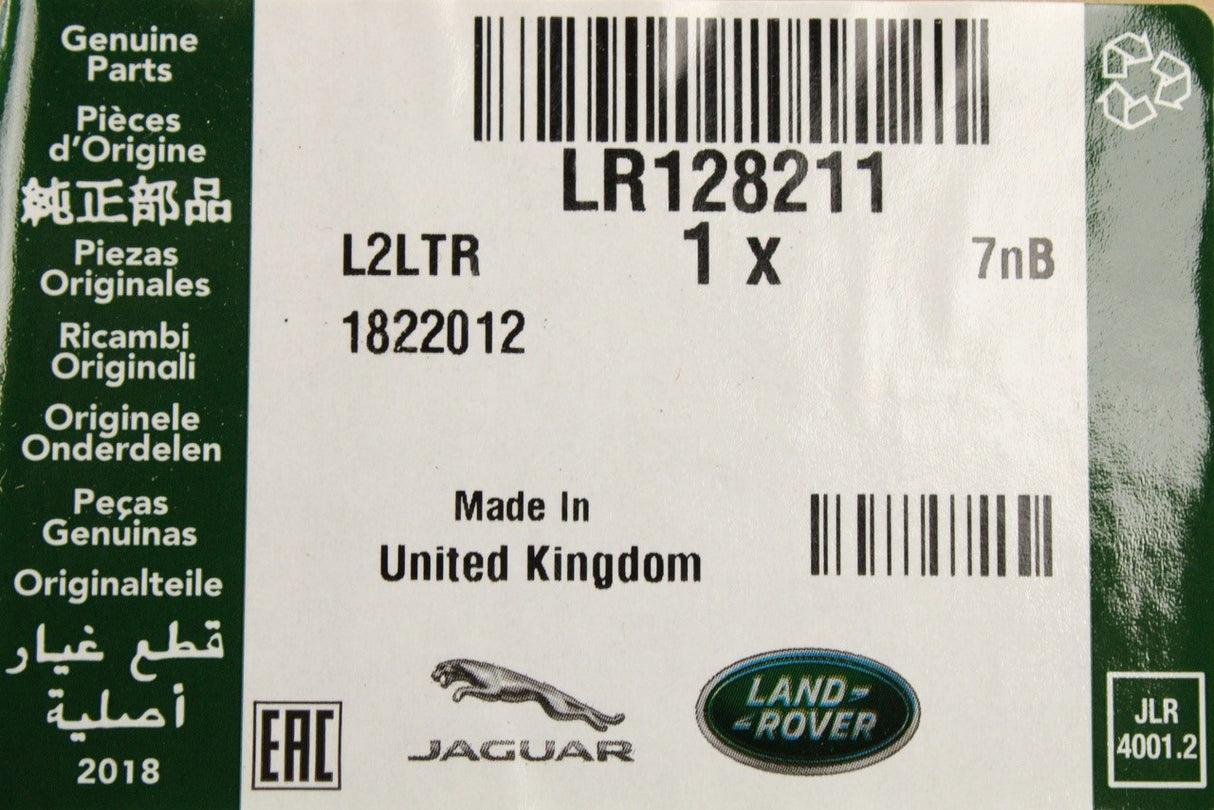 Genuine
Parts
Pièces
d'Origine
純正部品
Piezas
Originales
Ricambi
Originali
Originele
Onderdelen
Peças
Genuinas
Originalteile
قطع غيار
أصلية
2018
LR128211
L2LTR 1 x 7nB
1822012
Made In
United Kingdom
EAC
JAGUAR
LAND-
-ROVER
JLR
4001.2